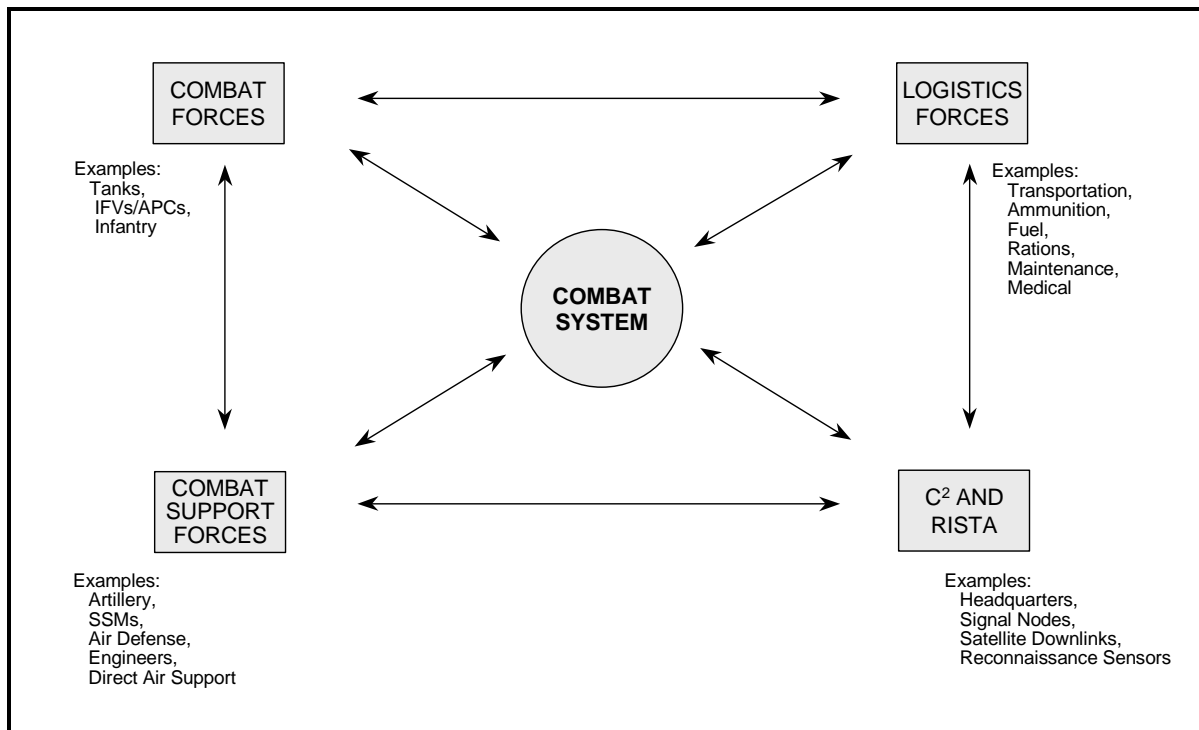 COMBAT
FORCES
Examples:
Tanks,
IFVs/APCs,
Infantry
LOGISTICS
FORCES
Examples:
Transportation,
Ammunition,
Fuel,
Rations,
Maintenance,
Medical
COMBAT
SYSTEM
COMBAT
SUPPORT
FORCES
Examples:
Artillery,
SSMs,
Air Defense,
Engineers,
Direct Air Support
C² AND
RISTA
Examples:
Headquarters,
Signal Nodes,
Satellite Downlinks,
Reconnaissance Sensors